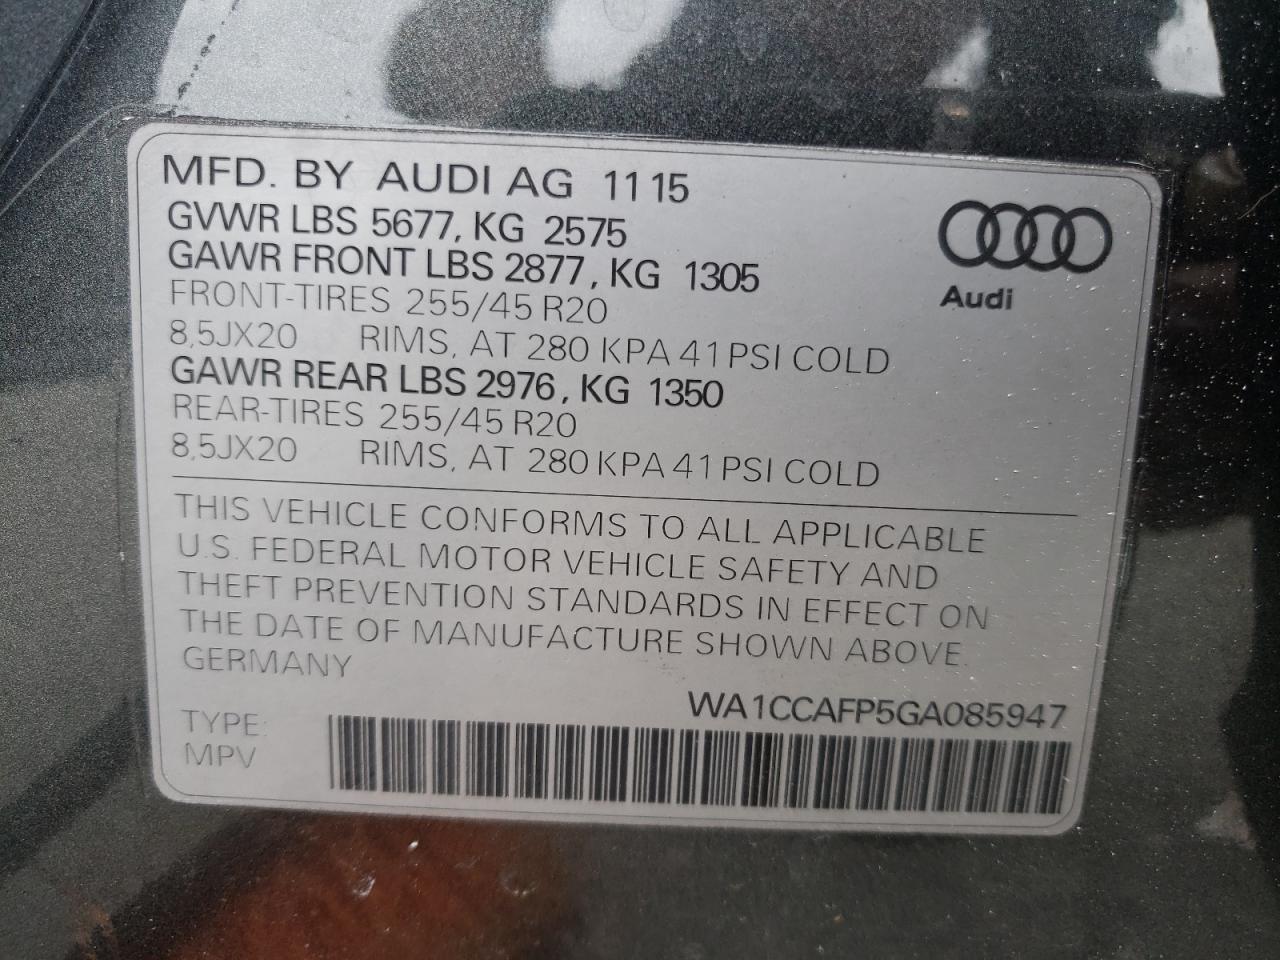 MFD. BY AUDI AG 11 15
GVWR LBS 5677, KG 2575
GAWR FRONT LBS 2877, KG 1305
FRONT-TIRES 255/45 R20
8,5JX20 RIMS, AT 280 KPA 41 PSI COLD
GAWR REAR LBS 2976, KG 1350
REAR-TIRES 255/45 R20
8,5JX20 RIMS, AT 280 KPA 41 PSI COLD
Audi
THIS VEHICLE CONFORMS TO ALL APPLICABLE
U.S. FEDERAL MOTOR VEHICLE SAFETY AND
THEFT PREVENTION STANDARDS IN EFFECT ON
THE DATE OF MANUFACTURE SHOWN ABOVE.
GERMANY
WA1CCAFP5GA085947
TYPE:
MPV